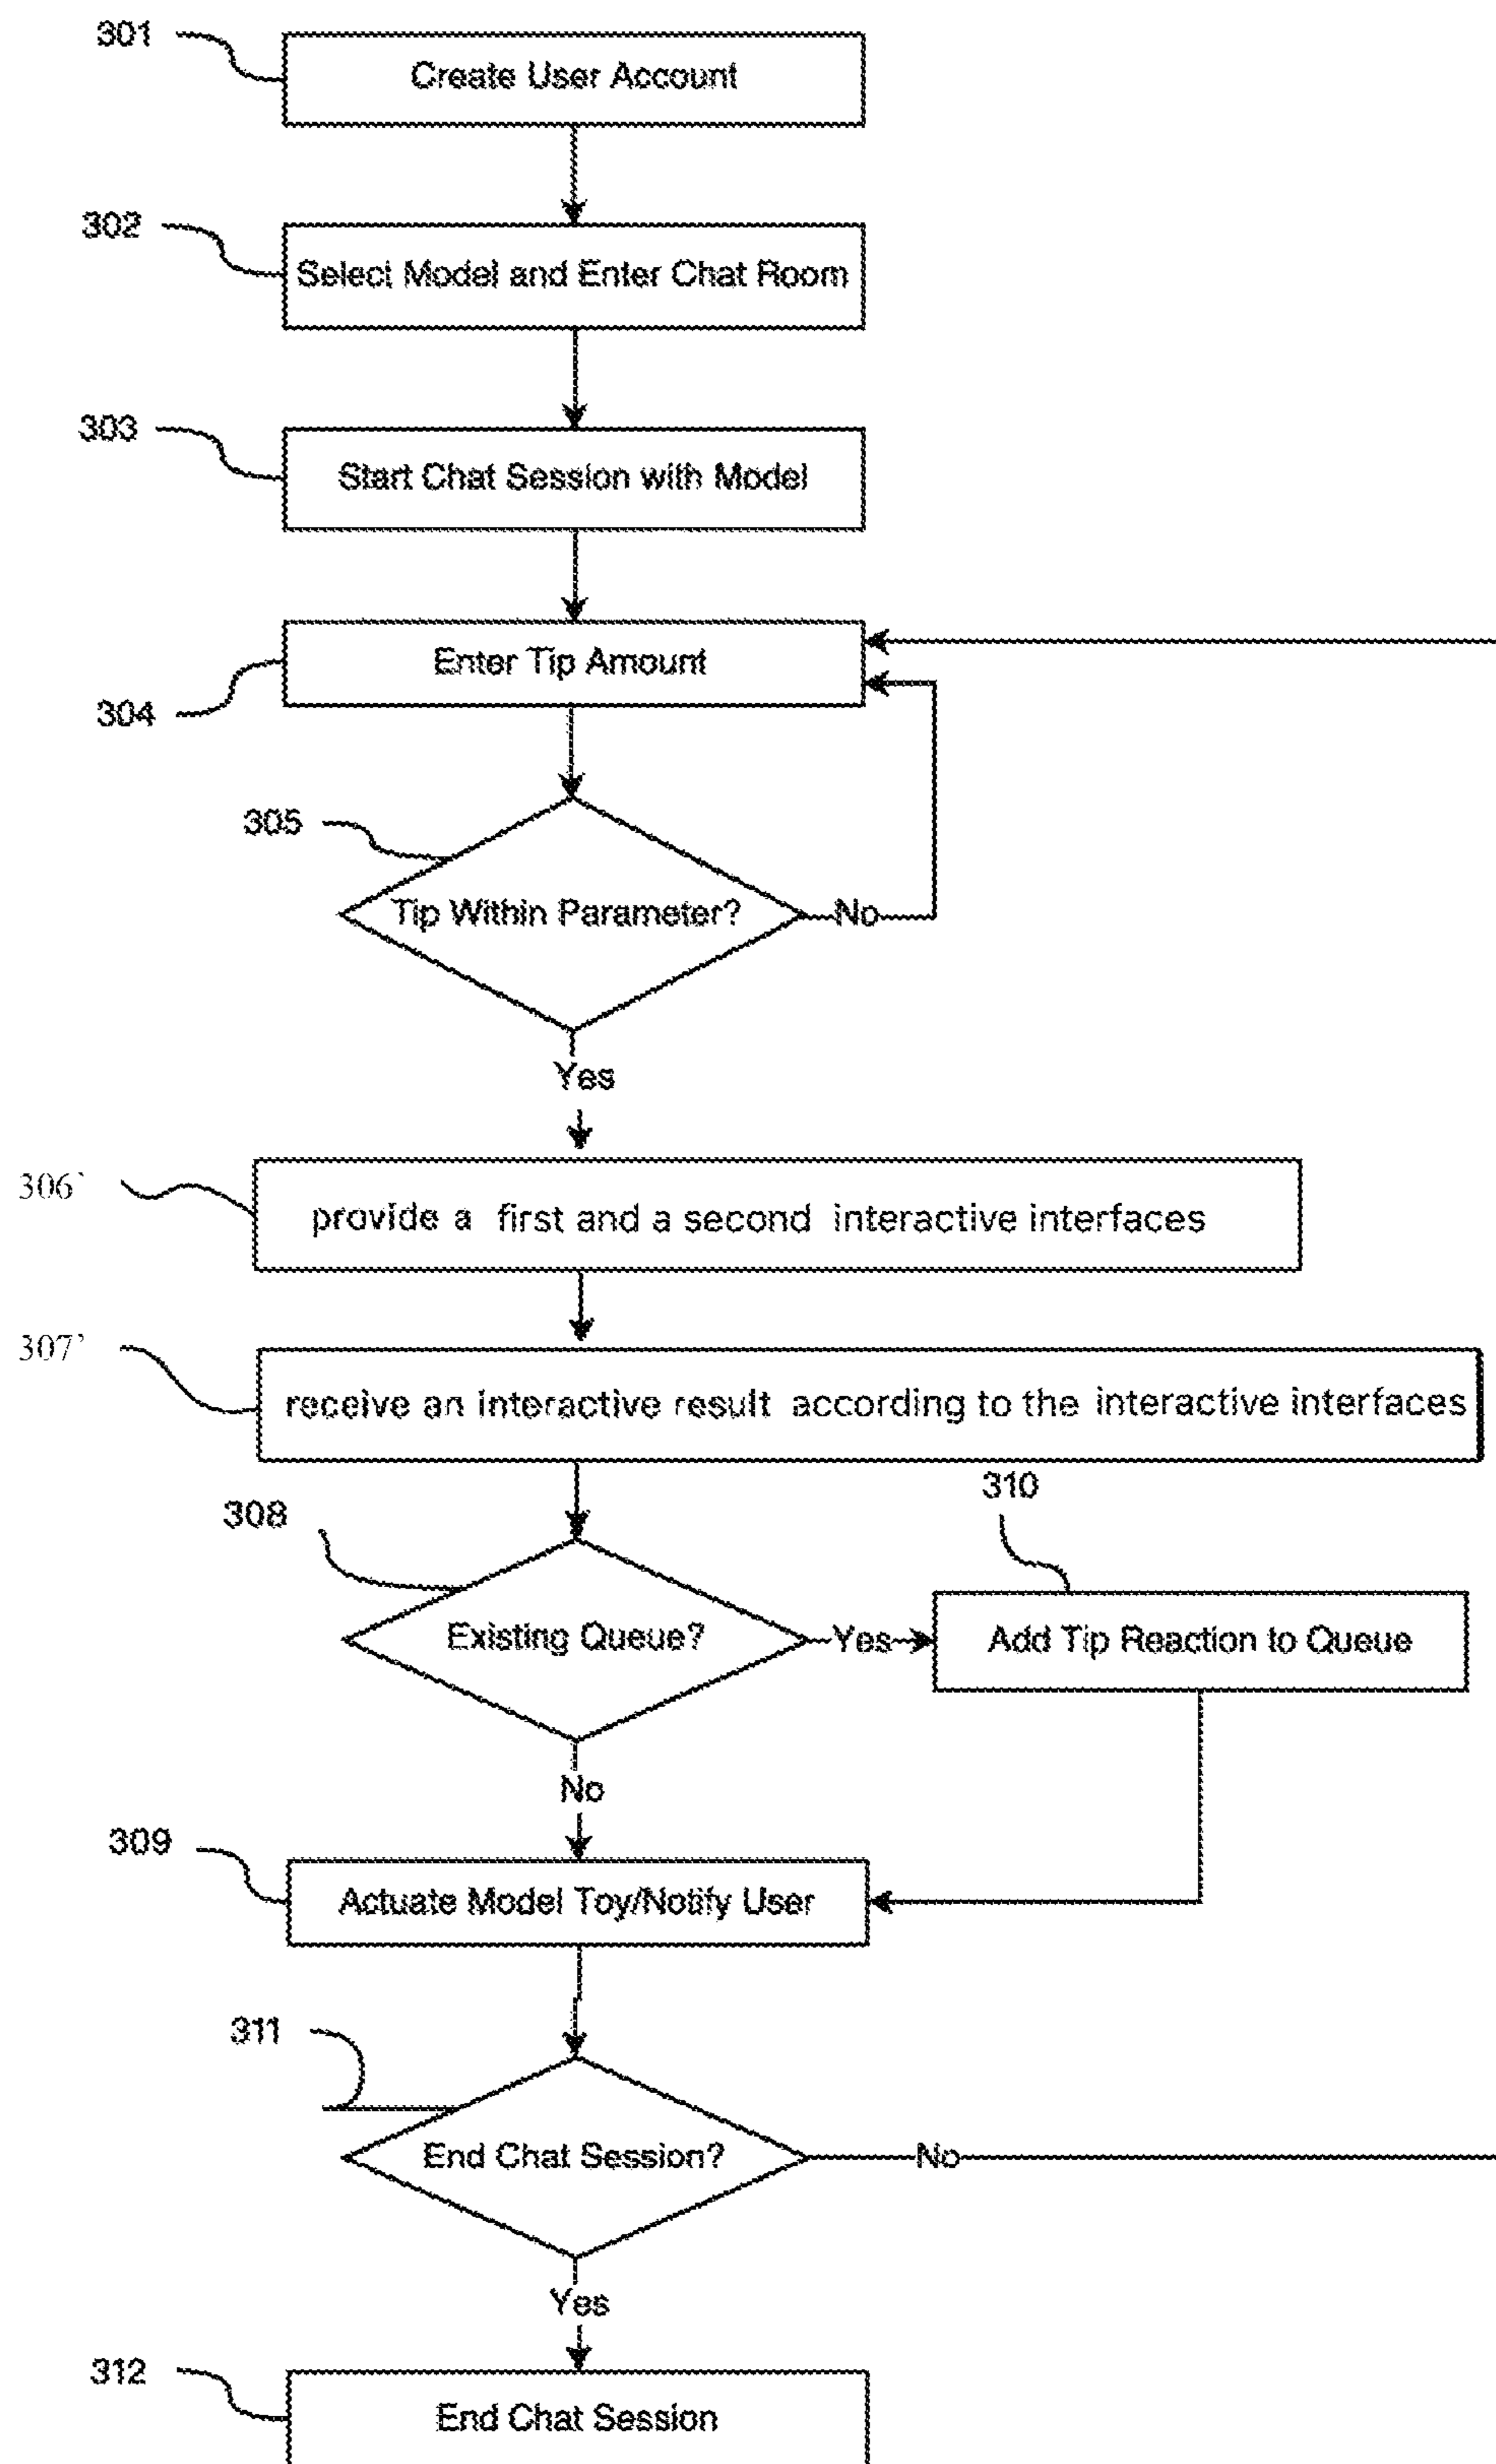 301
Create User Account
302
Select Model and Enter Chat Room
303
Start Chat Session with Model
Enter Tip Amount
304
305
Tip Within Parameter?
No
Yes
306`
provide a first and a second interactive interfaces
307`
receive an interactive result according to the interactive interfaces
310
308
Existing Queue?
Yes
Add Tip Reaction to Queue
No
309
Actuate Model Toy/Notify User
311
End Chat Session?
No
Yes
312
End Chat Session